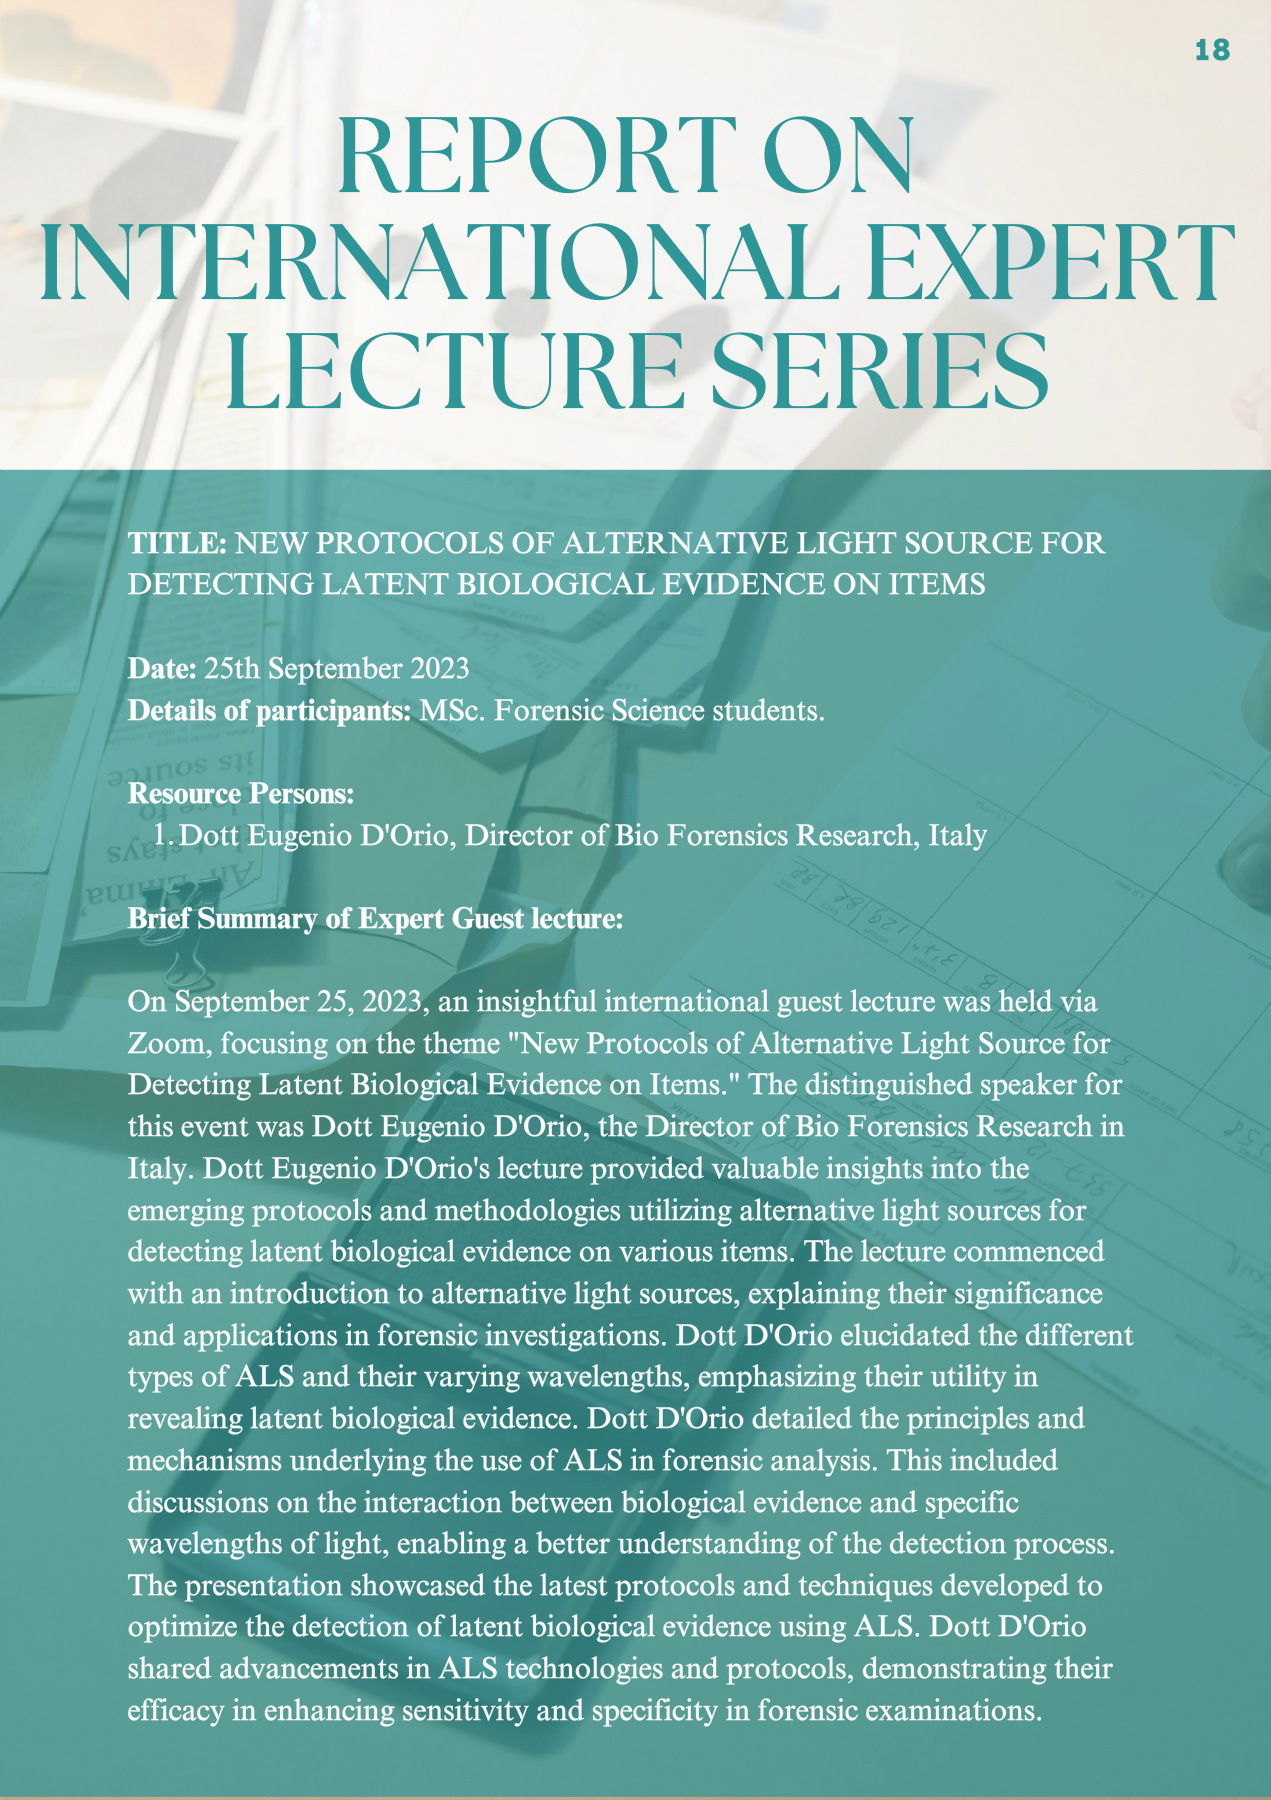 18
REPORT ON
INTERNATIONAL EXPERT
LECTURE SERIES
TITLE: NEW PROTOCOLS OF ALTERNATIVE LIGHT SOURCE FOR
DETECTING LATENT BIOLOGICAL EVIDENCE ON ITEMS
Date: 25th September 2023
Details of participants: MSc. Forensic Science students.
Resource Persons:
1. Dott Eugenio D'Orio, Director of Bio Forensics Research, Italy
Brief Summary of Expert Guest lecture:
On September 25, 2023, an insightful international guest lecture was held via
Zoom, focusing on the theme "New Protocols of Alternative Light Source for
Detecting Latent Biological Evidence on Items." The distinguished speaker for
this event was Dott Eugenio D'Orio, the Director of Bio Forensics Research in
Italy. Dott Eugenio D'Orio's lecture provided valuable insights into the
emerging protocols and methodologies utilizing alternative light sources for
detecting latent biological evidence on various items. The lecture commenced
with an introduction to alternative light sources, explaining their significance
and applications in forensic investigations. Dott D'Orio elucidated the different
types of ALS and their varying wavelengths, emphasizing their utility in
revealing latent biological evidence. Dott D'Orio detailed the principles and
mechanisms underlying the use of ALS in forensic analysis. This included
discussions on the interaction between biological evidence and specific
wavelengths of light, enabling a better understanding of the detection process.
The presentation showcased the latest protocols and techniques developed to
optimize the detection of latent biological evidence using ALS. Dott D'Orio
shared advancements in ALS technologies and protocols, demonstrating their
efficacy in enhancing sensitivity and specificity in forensic examinations.